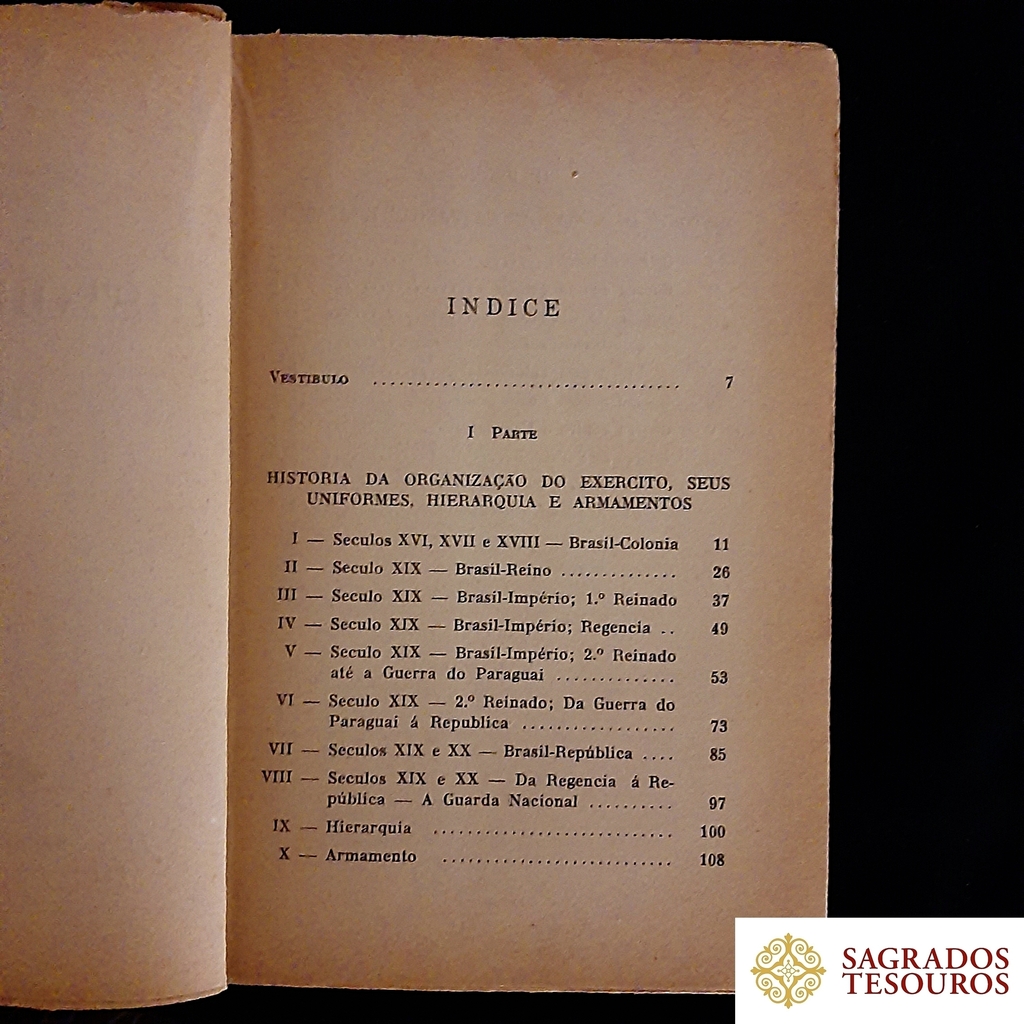 INDICE
VESTIBULO .................................... 7
I PARTE
HISTORIA DA ORGANIZAÇÃO DO EXERCITO, SEUS
UNIFORMES, HIERARQUIA E ARMAMENTOS
I — Seculos XVI, XVII e XVIII — Brasil-Colonia 11
II — Seculo XIX — Brasil-Reino .............. 26
III — Seculo XIX — Brasil-Império; 1.º Reinado 37
IV — Seculo XIX — Brasil-Império; Regencia .. 49
V — Seculo XIX — Brasil-Império; 2.º Reinado
até a Guerra do Paraguai .............. 53
VI — Seculo XIX — 2.º Reinado; Da Guerra do
Paraguai á Republica .................. 73
VII — Seculos XIX e XX — Brasil-República .... 85
VIII — Seculos XIX e XX — Da Regencia á Re-
pública — A Guarda Nacional .......... 97
IX — Hierarquia ............................ 100
X — Armamento ........................... 108
SAGRADOS
TESOUROS